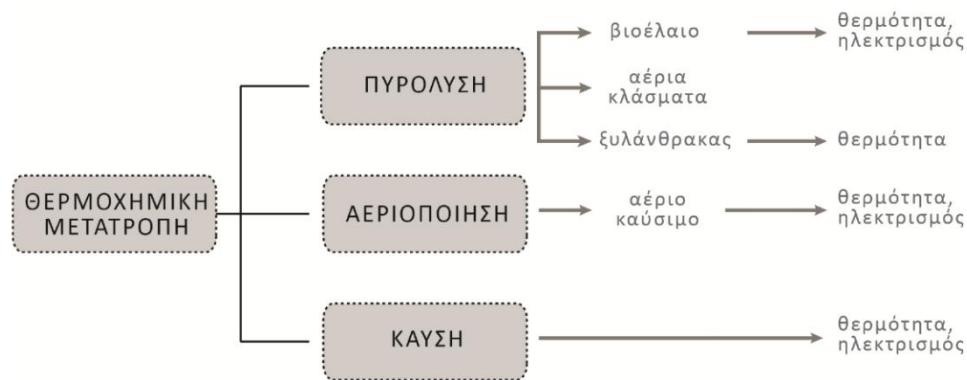 ΘΕΡΜΟΧΗΜΙΚΗ
ΜΕΤΑΤΡΟΠΗ
ΠΥΡΟΛΥΣΗ
βιοέλαιο
θερμότητα,
ηλεκτρισμός
αέρια
κλάσματα
ξυλάνθρακας
θερμότητα
ΑΕΡΙΟΠΟΙΗΣΗ
αέριο
καύσιμο
θερμότητα,
ηλεκτρισμός
ΚΑΥΣΗ
θερμότητα,
ηλεκτρισμός